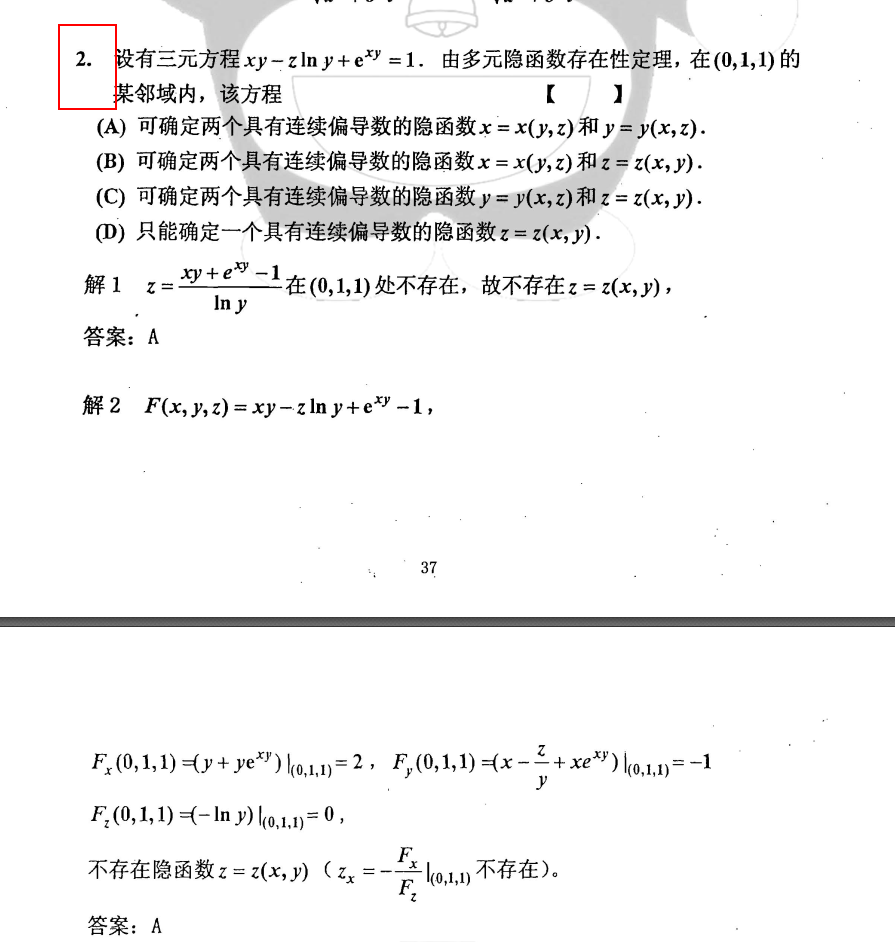 2. 设有三元方程 xy − z ln y + e^{xy} = 1． 由多元隐函数存在性定理，在 (0,1,1) 的
某邻域内，该方程 【 】
(A) 可确定两个具有连续偏导数的隐函数 x = x(y,z) 和 y = y(x,z)．
(B) 可确定两个具有连续偏导数的隐函数 x = x(y,z) 和 z = z(x,y)．
(C) 可确定两个具有连续偏导数的隐函数 y = y(x,z) 和 z = z(x,y)．
(D) 只能确定一个具有连续偏导数的隐函数 z = z(x,y)．
解 1 z = \frac{xy + e^{xy} − 1}{ln y} 在 (0,1,1) 处不存在，故不存在 z = z(x,y)，
答案：A
解 2 F(x,y,z) = xy − z ln y + e^{xy} − 1，
37
F_x(0,1,1) =(y + ye^{xy})|_{(0,1,1)} = 2， F_y(0,1,1) =(x − \frac{z}{y} + xe^{xy})|_{(0,1,1)} = −1
F_z(0,1,1) =(− ln y)|_{(0,1,1)} = 0，
不存在隐函数 z = z(x,y)（ z_x = −\frac{F_x}{F_z}|_{(0,1,1)} 不存在）。
答案：A